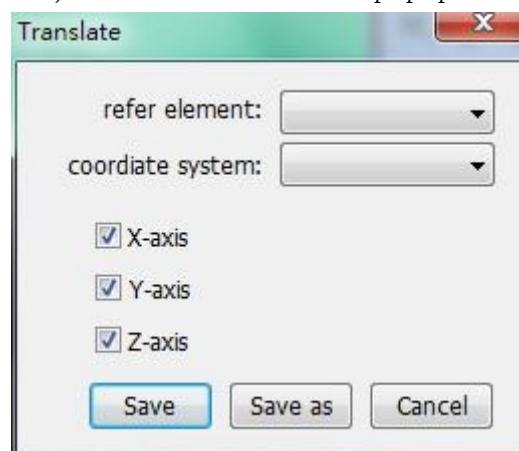 Translate
refer element:
coordiate system:
X-axis
Y-axis
Z-axis
Save Save as Cancel